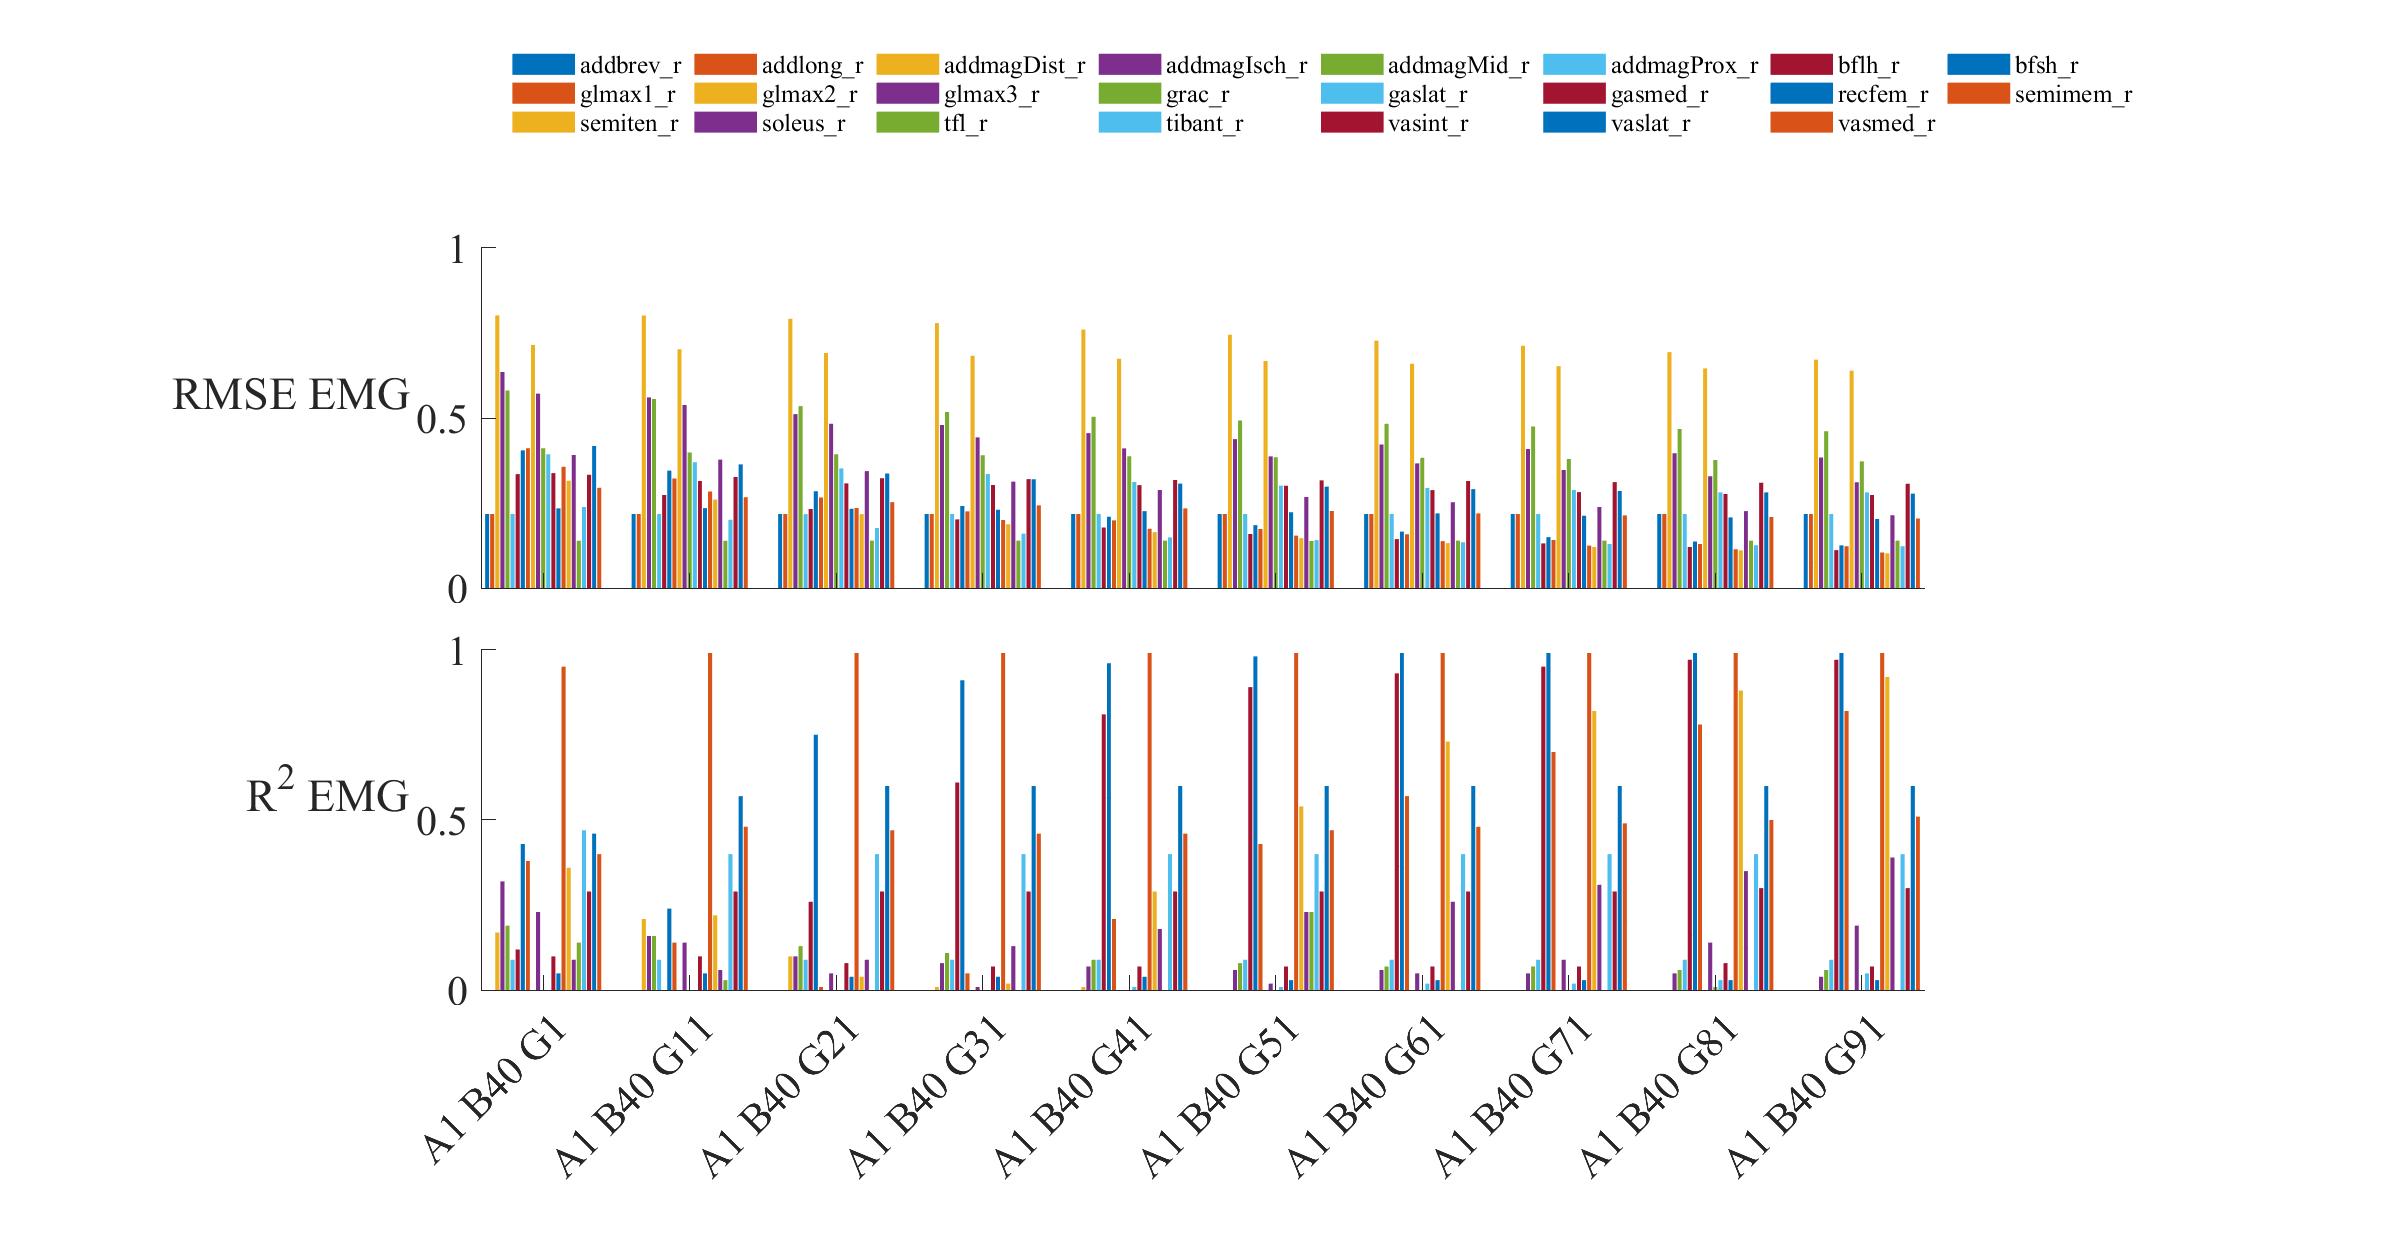 addbrev_r addlong_r addmagDist_r addmagIsch_r addmagMid_r addmagProx_r bflh_r bfsh_r
glmax1_r glmax2_r glmax3_r grac_r gaslat_r gasmed_r recfem_r semimem_r
semiten_r soleus_r tfl_r tibant_r vasint_r vaslat_r vasmed_r
1
RMSE EMG
0.5
0
1
R² EMG
0.5
0
A1 B40 G1
A1 B40 G11
A1 B40 G21
A1 B40 G31
A1 B40 G41
A1 B40 G51
A1 B40 G61
A1 B40 G71
A1 B40 G81
A1 B40 G91